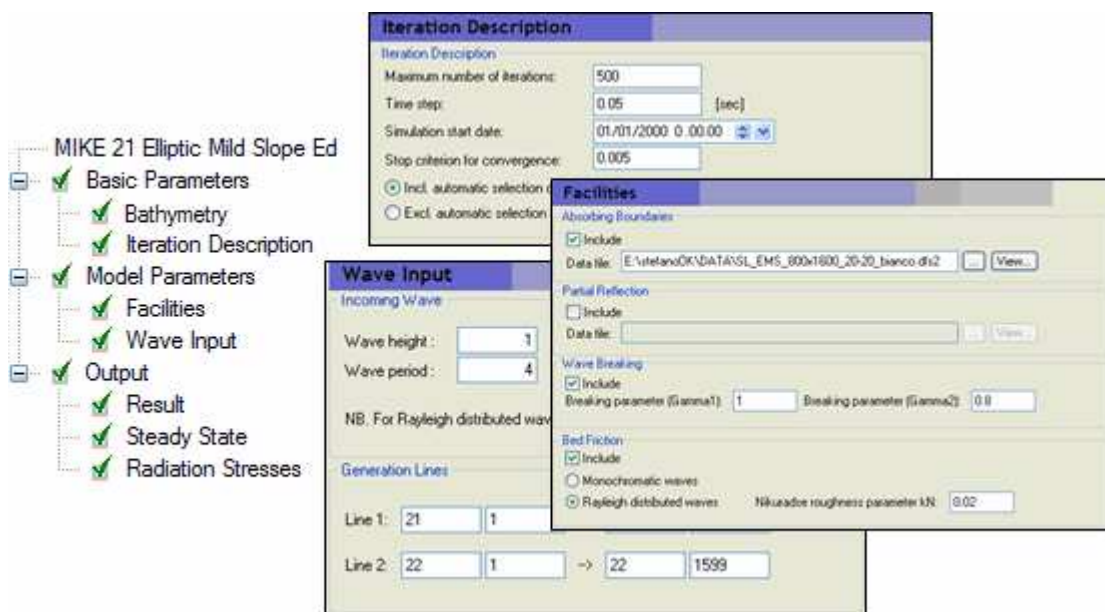 MIKE 21 Elliptic Mild Slope Ed
Basic Parameters
Bathymetry
Iteration Description
Model Parameters
Facilities
Wave Input
Output
Result
Steady State
Radiation Stresses
Iteration Description
Iteration Description
Maximum number of iterations: 500
Time step: 0.05 [sec]
Simulation start date: 01/01/2000 0.00.00
Stop criterion for convergence: 0.005
Incl. automatic selection
Excl. automatic selection
Wave Input
Incoming Wave
Wave height : 1
Wave period : 4
NB. For Rayleigh distributed wav
Generation Lines
Line 1: 21 1
Line 2: 22 1 -> 22 1599
Facilities
Absorbing Boundaries
Include
Data file: E:\stefanoOK\DATA\SL_EMS_800x1600_20-20_bianco.dfs2 ... View...
Partial Reflection
Include
Data file: ... View...
Wave Breaking
Include
Breaking parameter (Gamma1): 1 Breaking parameter (Gamma2): 0.8
Bed Friction
Include
Monochromatic waves
Rayleigh distributed waves Nikuradse roughness parameter kN: 0.02